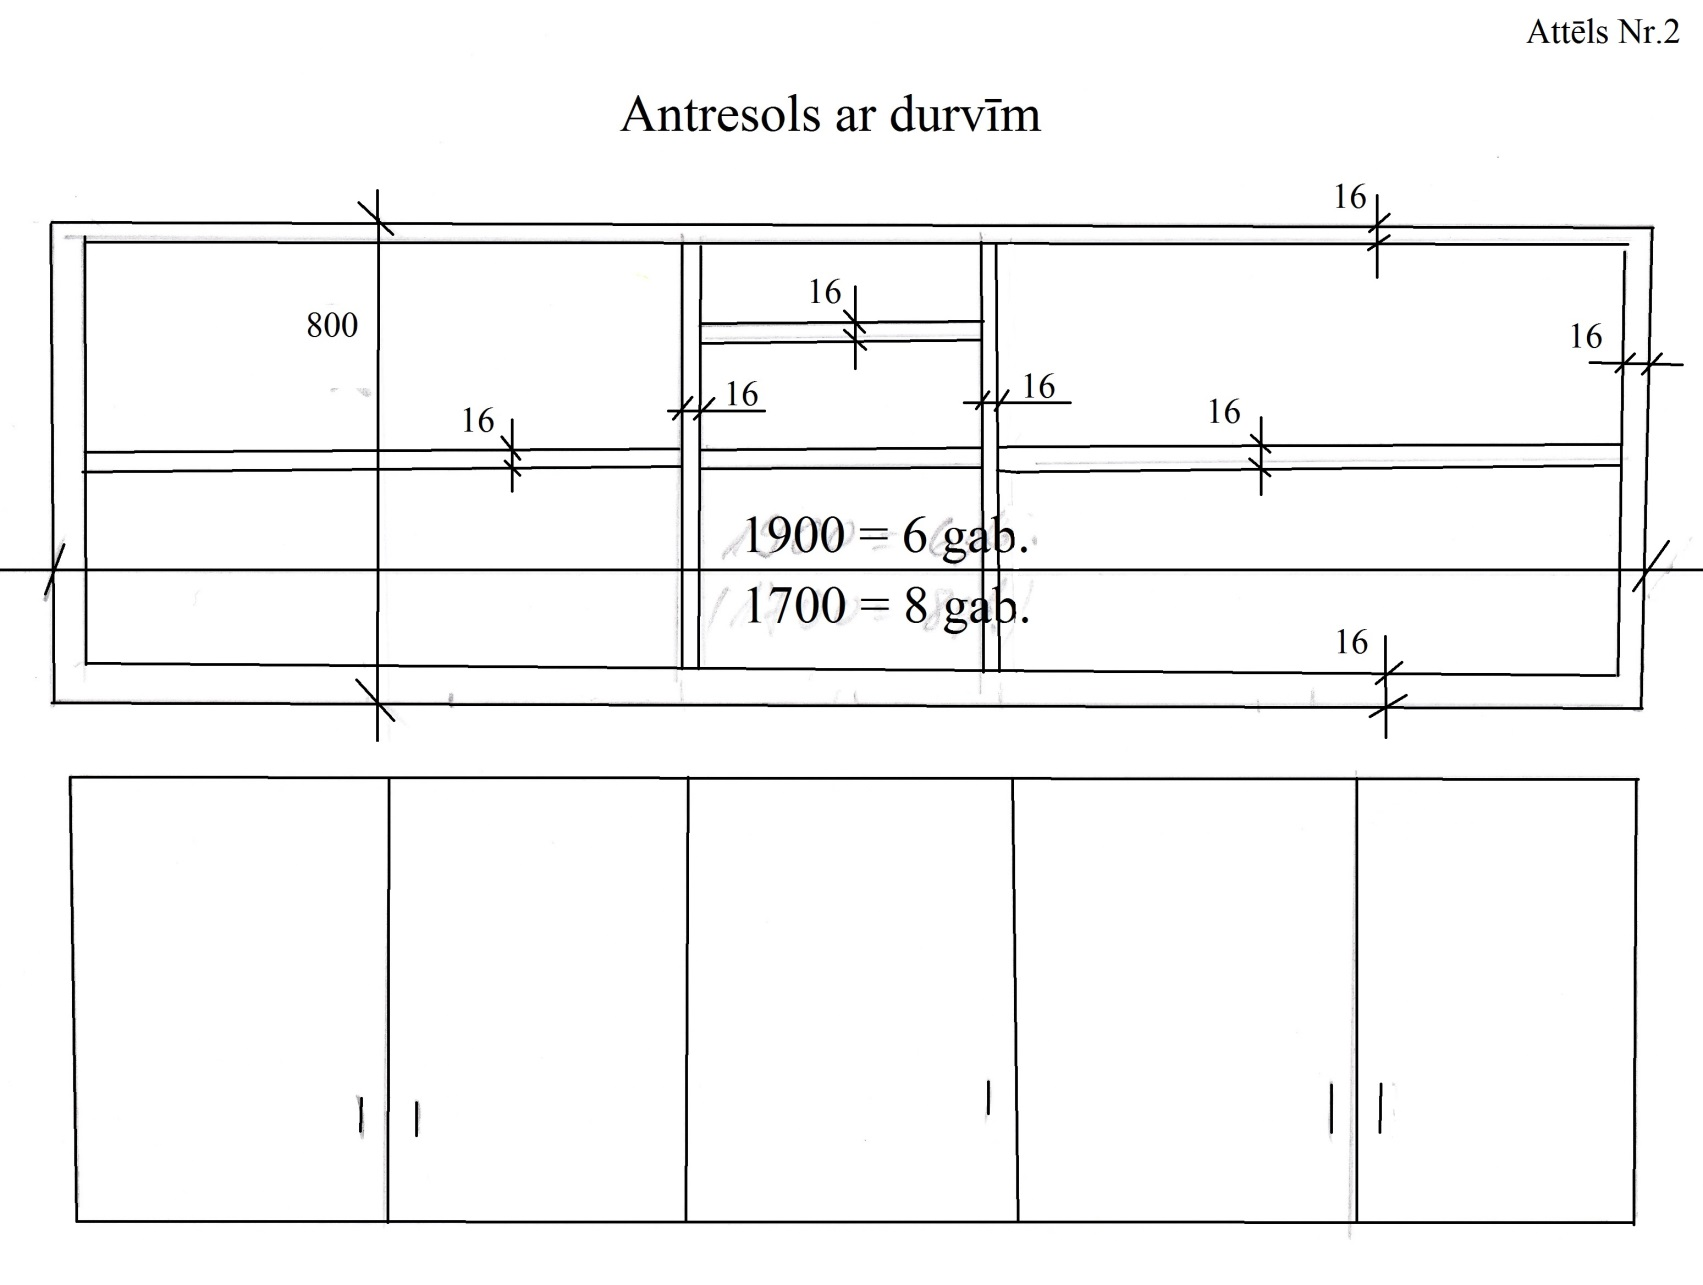 Attēls Nr.2
Antresols ar durvīm
16
16
800
16
16
16
16
16
1900 = 6 gab.
1700 = 8 gab.
16